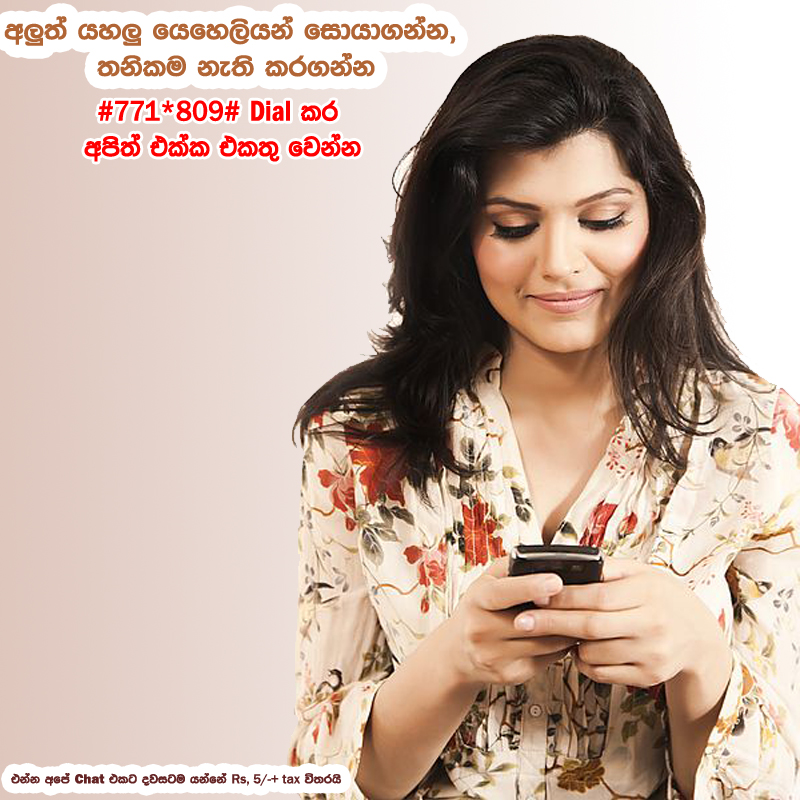 අලුත් යහලු යෙහෙලියන් සොයාගන්න,
තනිකම නැති කරගන්න
#771*809# Dial කර
අපිත් එක්ක එකතු වෙන්න
එන්න අපේ Chat එකට දවසටම යන්නේ Rs, 5/-+ tax විතරයි